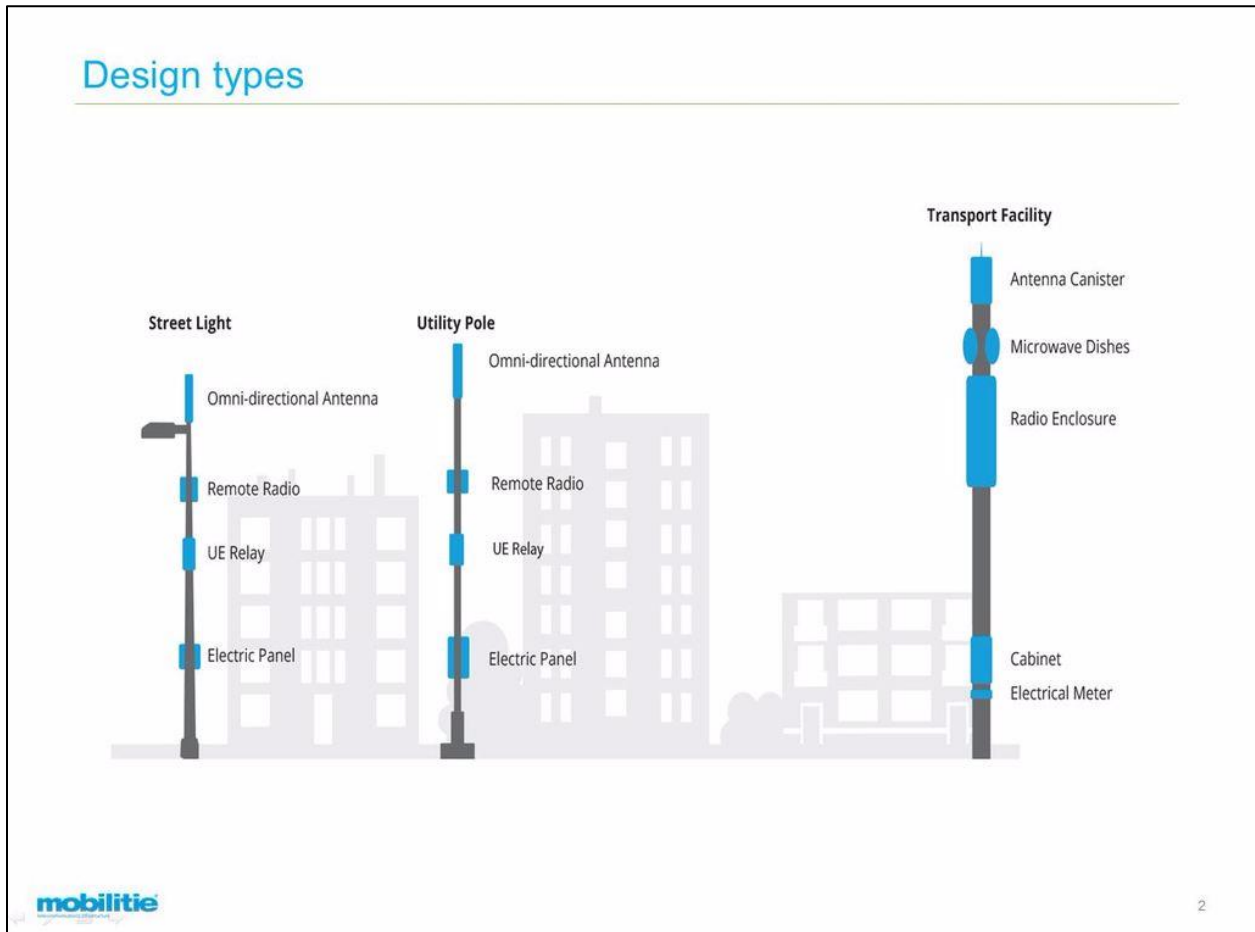 Design types
Street Light
Omni-directional Antenna
Remote Radio
UE Relay
Electric Panel
Utility Pole
Omni-directional Antenna
Remote Radio
UE Relay
Electric Panel
Transport Facility
Antenna Canister
Microwave Dishes
Radio Enclosure
Cabinet
Electrical Meter
mobilitie
2